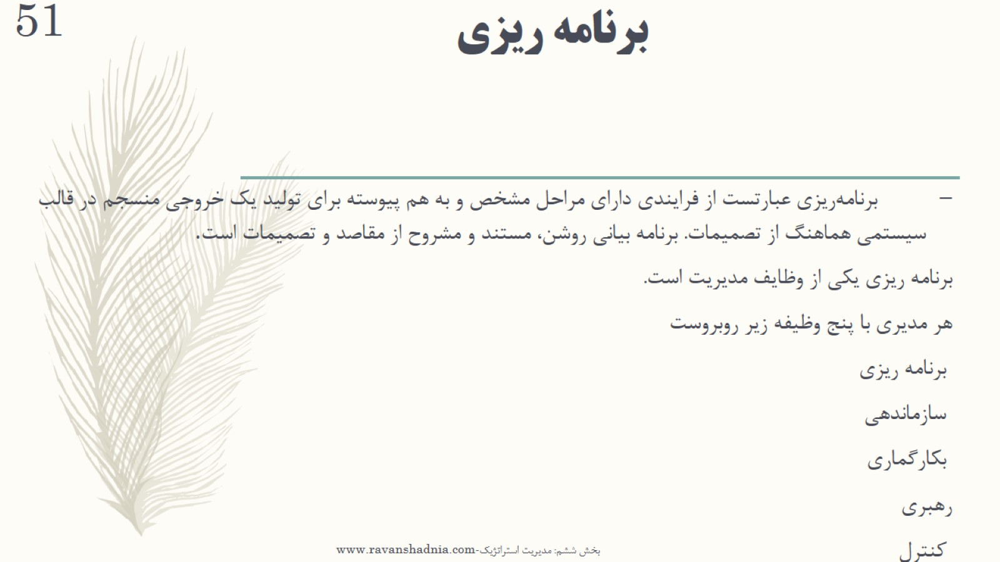 51
برنامه ریزی
– برنامه‌ریزی عبارتست از فرایندی دارای مراحل مشخص و به هم پیوسته برای تولید یک خروجی منسجم در قالب
سیستمی هماهنگ از تصمیمات. برنامه بیانی روشن، مستند و مشروح از مقاصد و تصمیمات است.
برنامه ریزی یکی از وظایف مدیریت است.
هر مدیری با پنج وظیفه زیر روبروست
برنامه ریزی
سازماندهی
بکارگماری
رهبری
کنترل
بخش ششم: مدیریت استراتژیک-www.ravanshadnia.com